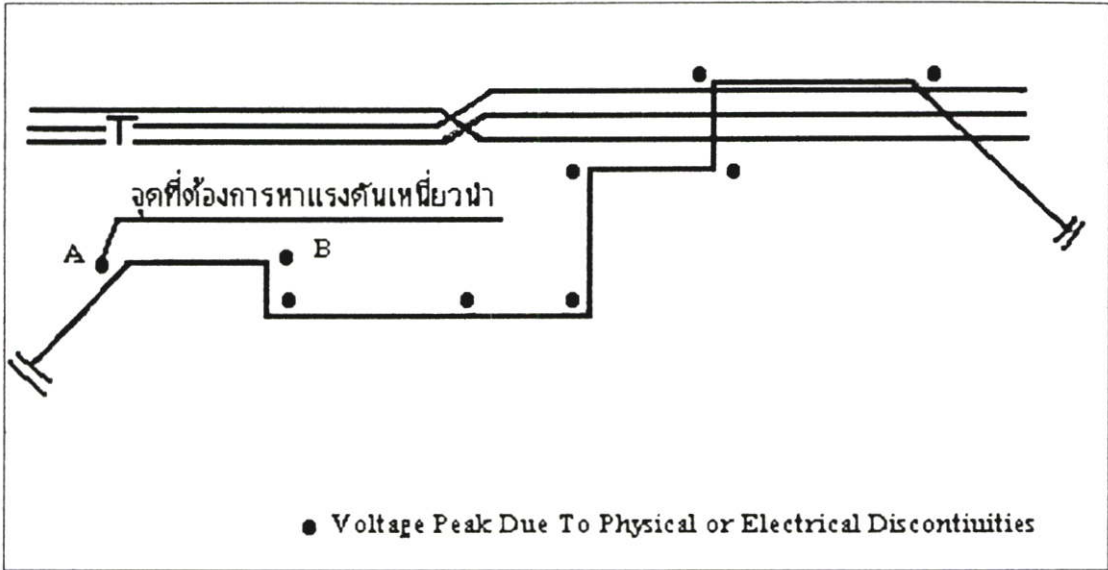 จุดที่ต้องการหาแรงดันเหนี่ยวนำ
A
B
● Voltage Peak Due To Physical or Electrical Discontinuities